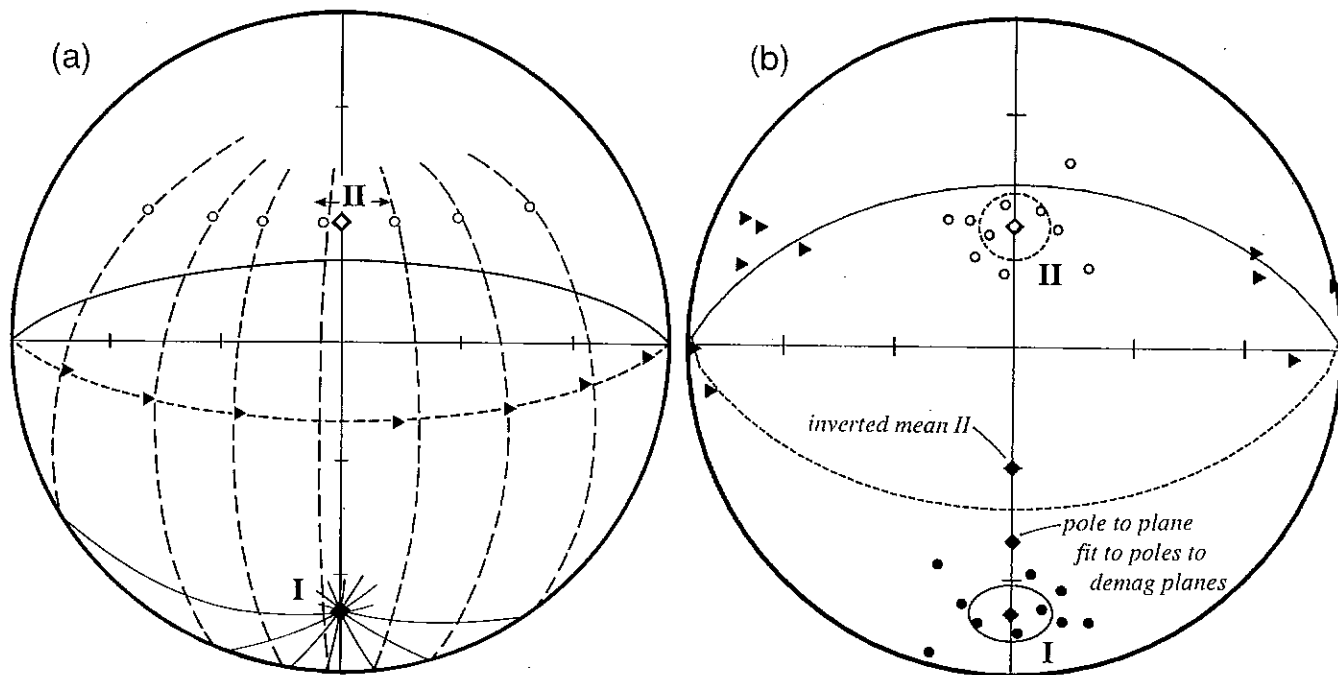 (a)
II
I
(b)
II
inverted mean II
pole to plane
fit to poles to
demag planes
I